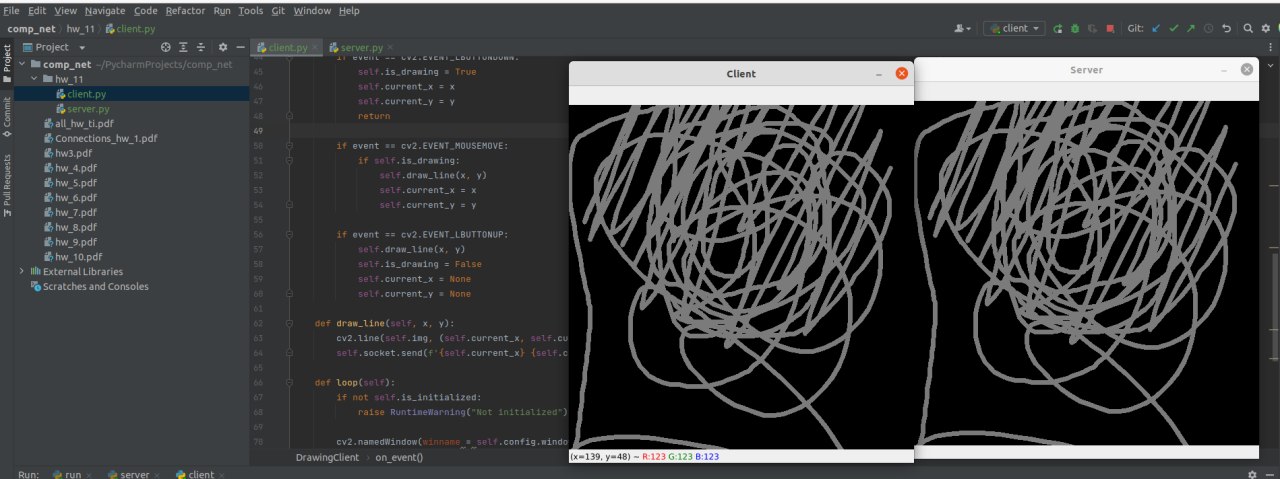 File Edit View Navigate Code Refactor Run Tools Git Window Help
comp_net hw_11 client.py
client Git:
Project
client.py server.py
Project
Commit
Pull Requests
comp_net ~/PycharmProjects/comp_net
hw_11
client.py
server.py
all_hw_ti.pdf
Connections_hw_1.pdf
hw3.pdf
hw_4.pdf
hw_5.pdf
hw_6.pdf
hw_7.pdf
hw_8.pdf
hw_9.pdf
hw_10.pdf
External Libraries
Scratches and Consoles
44 if event == cv2.EVENT_LBUTTONDOWN:
45 self.is_drawing = True
46 self.current_x = x
47 self.current_y = y
48 return
49
50 if event == cv2.EVENT_MOUSEMOVE:
51 if self.is_drawing:
52 self.draw_line(x, y)
53 self.current_x = x
54 self.current_y = y
55
56 if event == cv2.EVENT_LBUTTONUP:
57 self.draw_line(x, y)
58 self.is_drawing = False
59 self.current_x = None
60 self.current_y = None
61
62 def draw_line(self, x, y):
63 cv2.line(self.img, (self.current_x, self.cu
64 self.socket.send(f'{self.current_x} {self.c
65
66 def loop(self):
67 if not self.is_initialized:
68 raise RuntimeWarning("Not initialized")
70 cv2.namedWindow(winname = self.config.windo
DrawingClient on_event()
Client
(x=139, y=48) ~ R:123 G:123 B:123
Server
Run: run server client